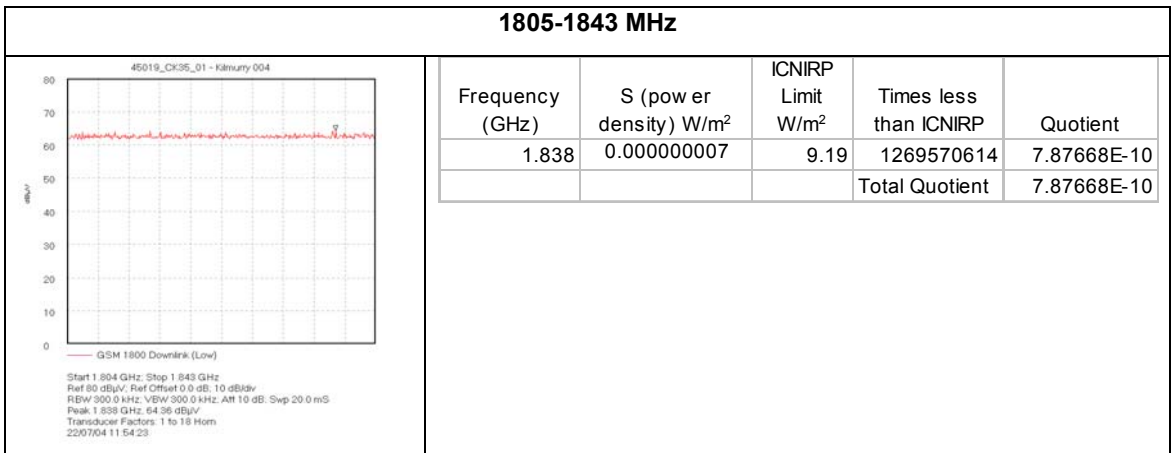 1805-1843 MHz
45019_CK35_01 - Kilmurry 004
80
70
60
50
40
30
20
10
0
dBµV
GSM 1800 Downlink (Low)
Start 1.804 GHz; Stop 1.843 GHz
Ref 80 dBµV; Ref Offset 0.0 dB; 10 dB/div
RBW 300.0 kHz; VBW 300.0 kHz; Att 10 dB; Swp 20.0 mS
Peak 1.838 GHz, 64.36 dBµV
Transducer Factors: 1 to 18 Horn
22/07/04 11:54:23
Frequency (GHz) S (pow er density) W/m² ICNIRP Limit W/m² Times less than ICNIRP Quotient
1.838 0.000000007 9.19 1269570614 7.87668E-10
Total Quotient 7.87668E-10